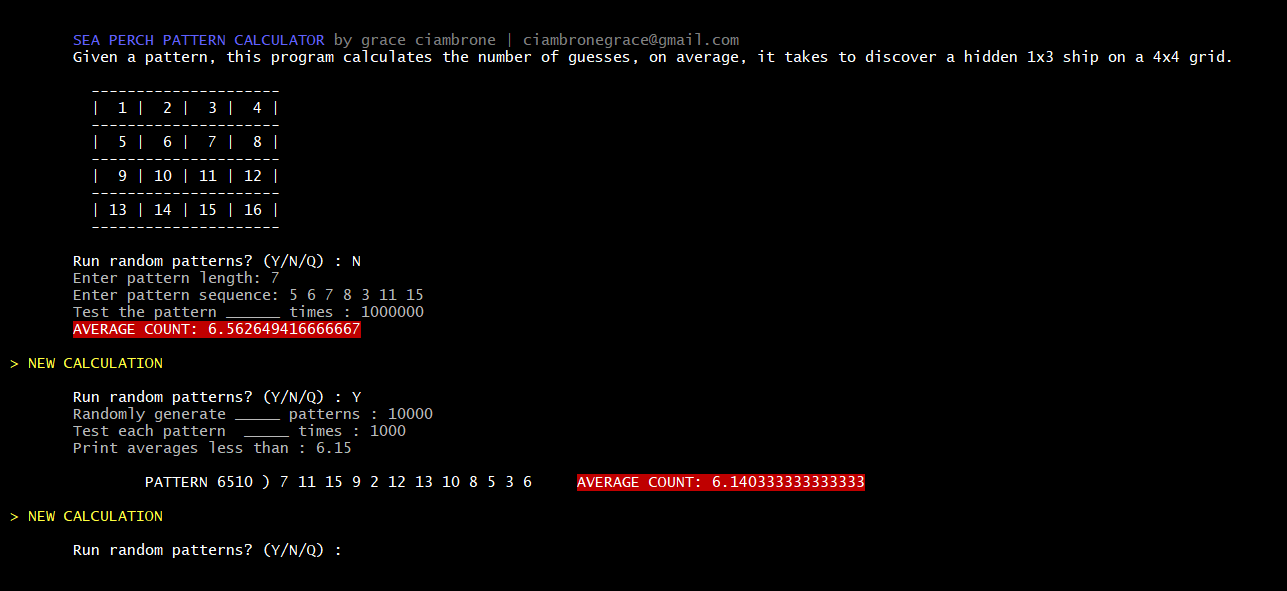 SEA PERCH PATTERN CALCULATOR by grace ciambrone | ciambronegrace@gmail.com
Given a pattern, this program calculates the number of guesses, on average, it takes to discover a hidden 1x3 ship on a 4x4 grid.
---------------------
|  1 |  2 |  3 |  4 |
---------------------
|  5 |  6 |  7 |  8 |
---------------------
|  9 | 10 | 11 | 12 |
---------------------
| 13 | 14 | 15 | 16 |
---------------------
Run random patterns? (Y/N/Q) : N
Enter pattern length: 7
Enter pattern sequence: 5 6 7 8 3 11 15
Test the pattern ______ times : 1000000
AVERAGE COUNT: 6.562649416666667
> NEW CALCULATION
Run random patterns? (Y/N/Q) : Y
Randomly generate _____ patterns : 10000
Test each pattern  _____ times : 1000
Print averages less than : 6.15
PATTERN 6510 ) 7 11 15 9 2 12 13 10 8 5 3 6     AVERAGE COUNT: 6.140333333333333
> NEW CALCULATION
Run random patterns? (Y/N/Q) :